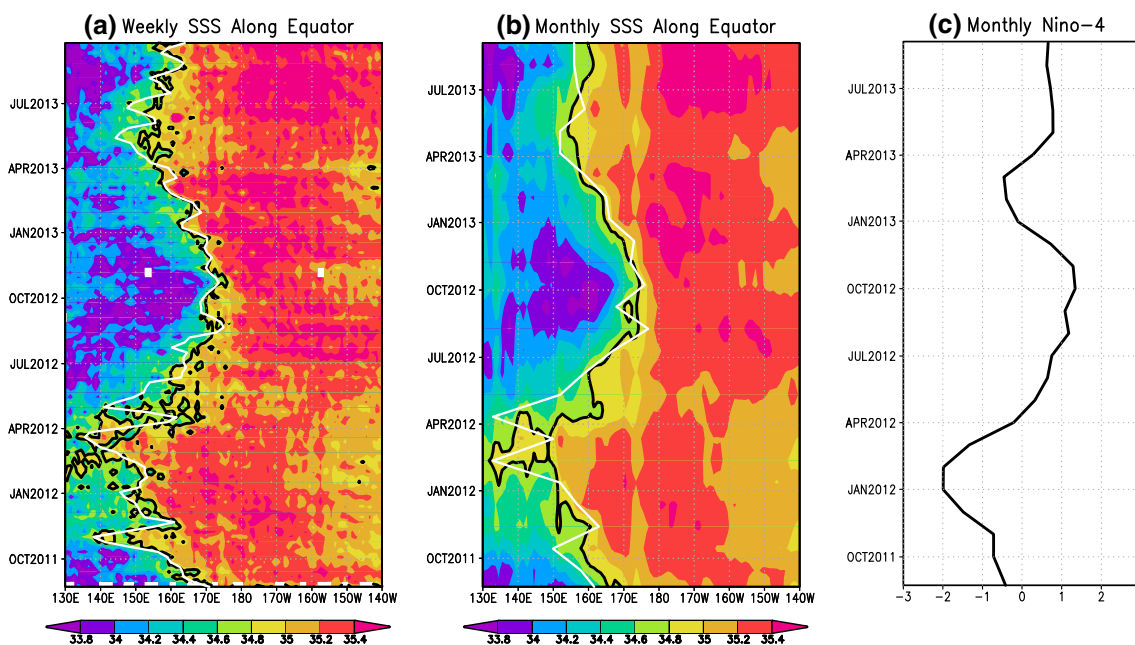 (a) Weekly SSS Along Equator
(b) Monthly SSS Along Equator
(c) Monthly Nino-4
JUL2013
APR2013
JAN2013
OCT2012
JUL2012
APR2012
JAN2012
OCT2011
130E 140E 150E 160E 170E 180 170W 160W 150W 140W
33.8 34 34.2 34.4 34.6 34.8 35 35.2 35.4
JUL2013
APR2013
JAN2013
OCT2012
JUL2012
APR2012
JAN2012
OCT2011
130E 140E 150E 160E 170E 180 170W 160W 150W 140W
33.8 34 34.2 34.4 34.6 34.8 35 35.2 35.4
JUL2013
APR2013
JAN2013
OCT2012
JUL2012
APR2012
JAN2012
OCT2011
-3 -2 -1 0 1 2